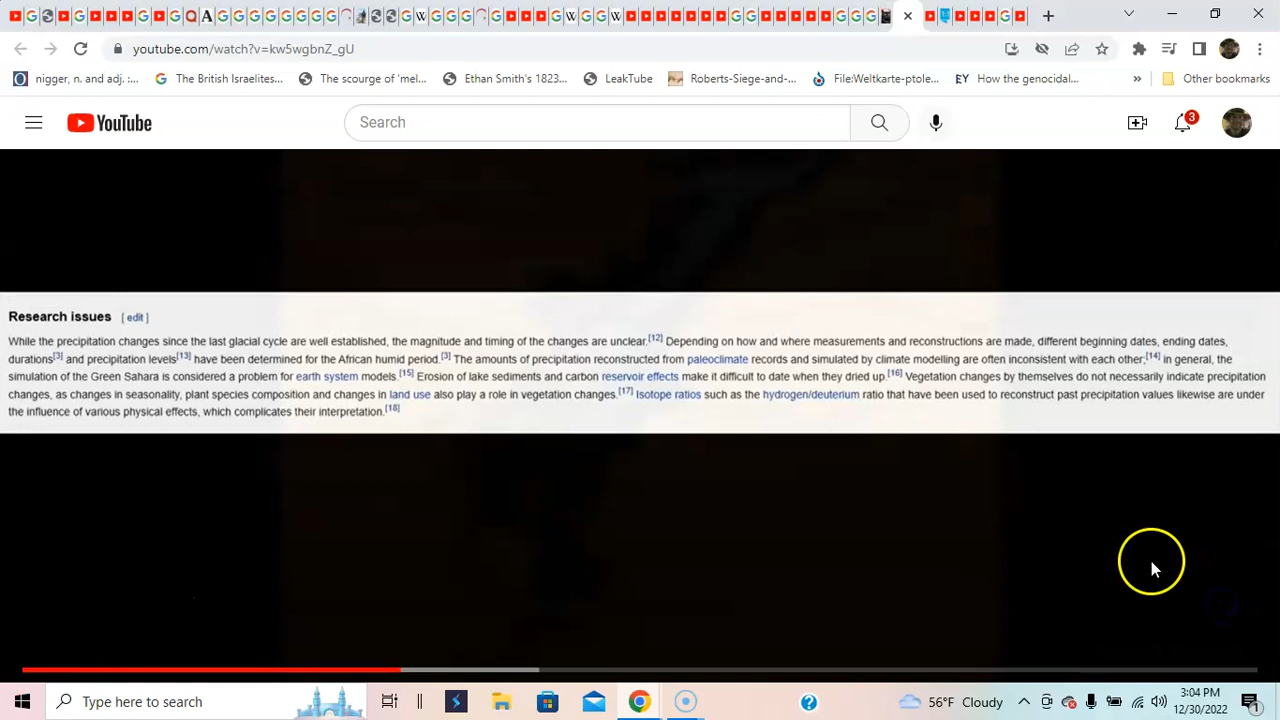 youtube.com/watch?v=kw5wgbnZ_gU
nigger, n. and adj. :... The British Israelites... The scourge of 'mel... Ethan Smith's 1823... LeakTube Roberts-Siege-and-... File:Weltkarte-ptole... EY How the genocidal... » Other bookmarks
YouTube Search 3
Research issues [ edit ]
While the precipitation changes since the last glacial cycle are well established, the magnitude and timing of the changes are unclear.[12] Depending on how and where measurements and reconstructions are made, different beginning dates, ending dates,
durations[3] and precipitation levels[13] have been determined for the African humid period.[3] The amounts of precipitation reconstructed from paleoclimate records and simulated by climate modelling are often inconsistent with each other;[14] in general, the
simulation of the Green Sahara is considered a problem for earth system models.[15] Erosion of lake sediments and carbon reservoir effects make it difficult to date when they dried up.[16] Vegetation changes by themselves do not necessarily indicate precipitation
changes, as changes in seasonality, plant species composition and changes in land use also play a role in vegetation changes.[17] Isotope ratios such as the hydrogen/deuterium ratio that have been used to reconstruct past precipitation values likewise are under
the influence of various physical effects, which complicates their interpretation.[18]
3:04 PM
Type here to search 56°F Cloudy
12/30/2022 1